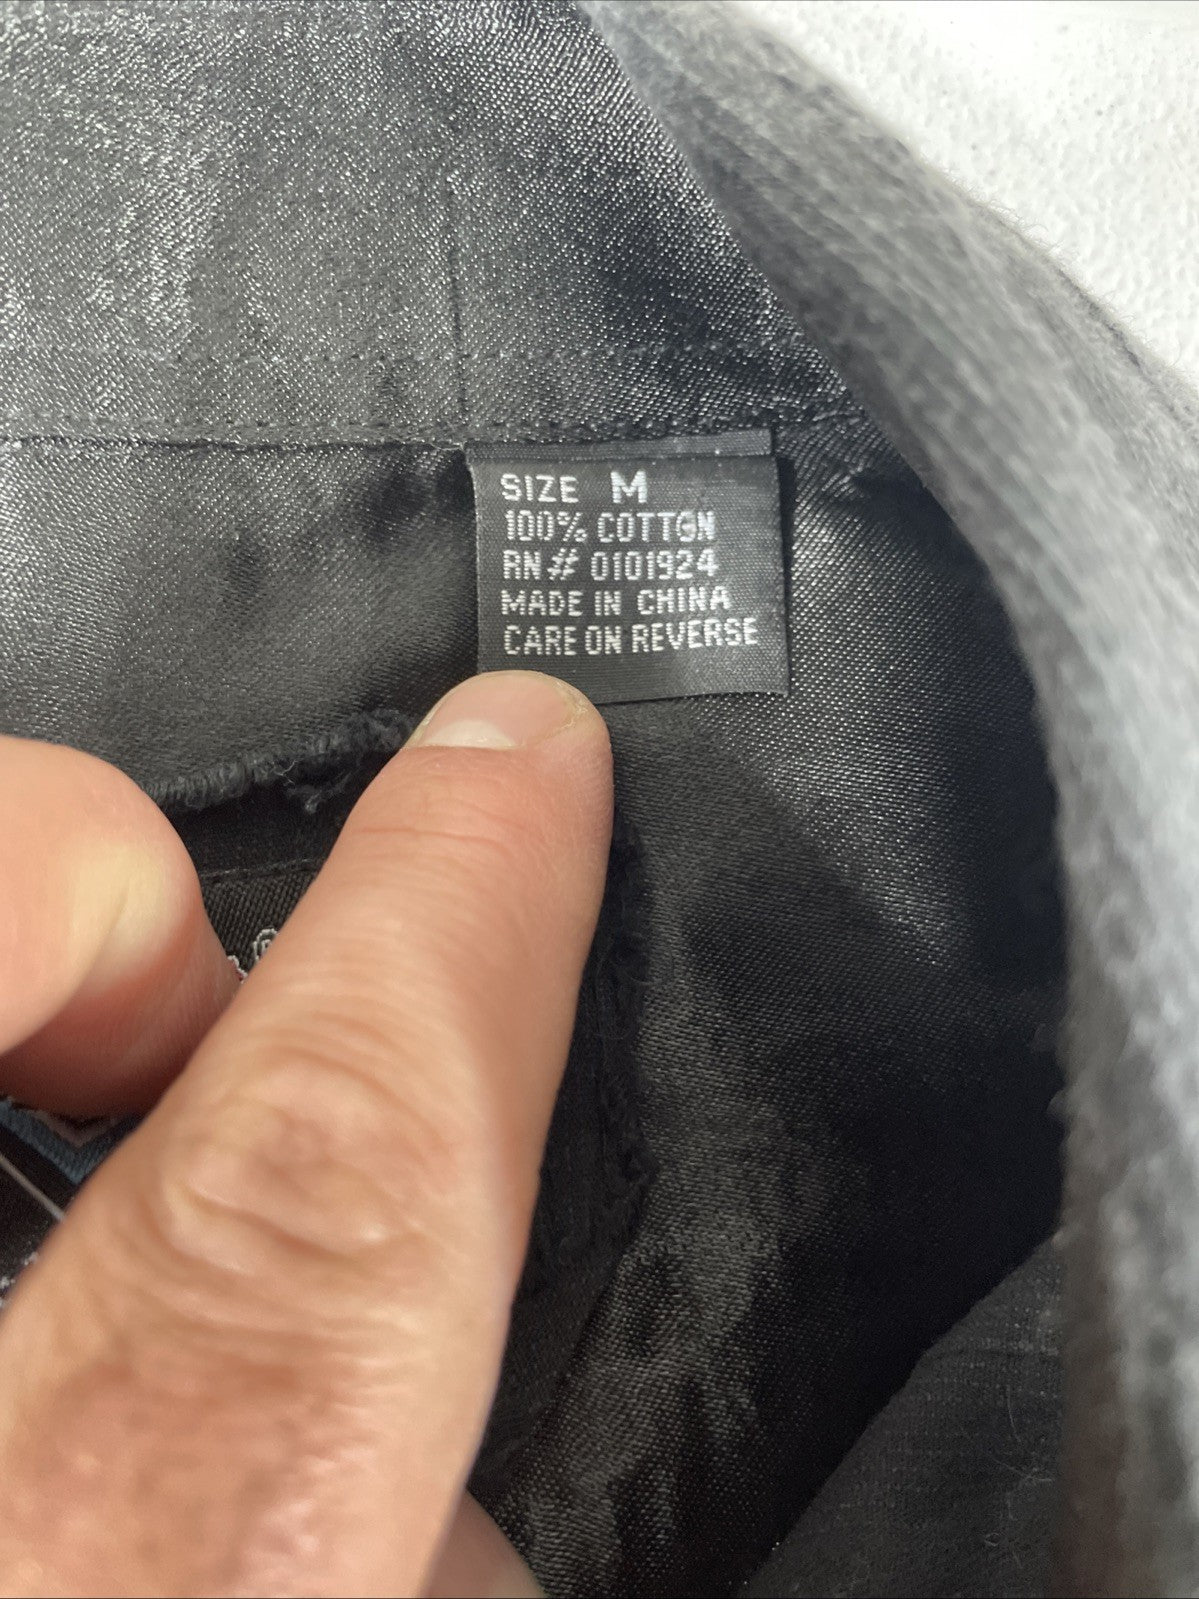 SIZE M
100% COTTON
RN# 0101924
MADE IN CHINA
CARE ON REVERSE